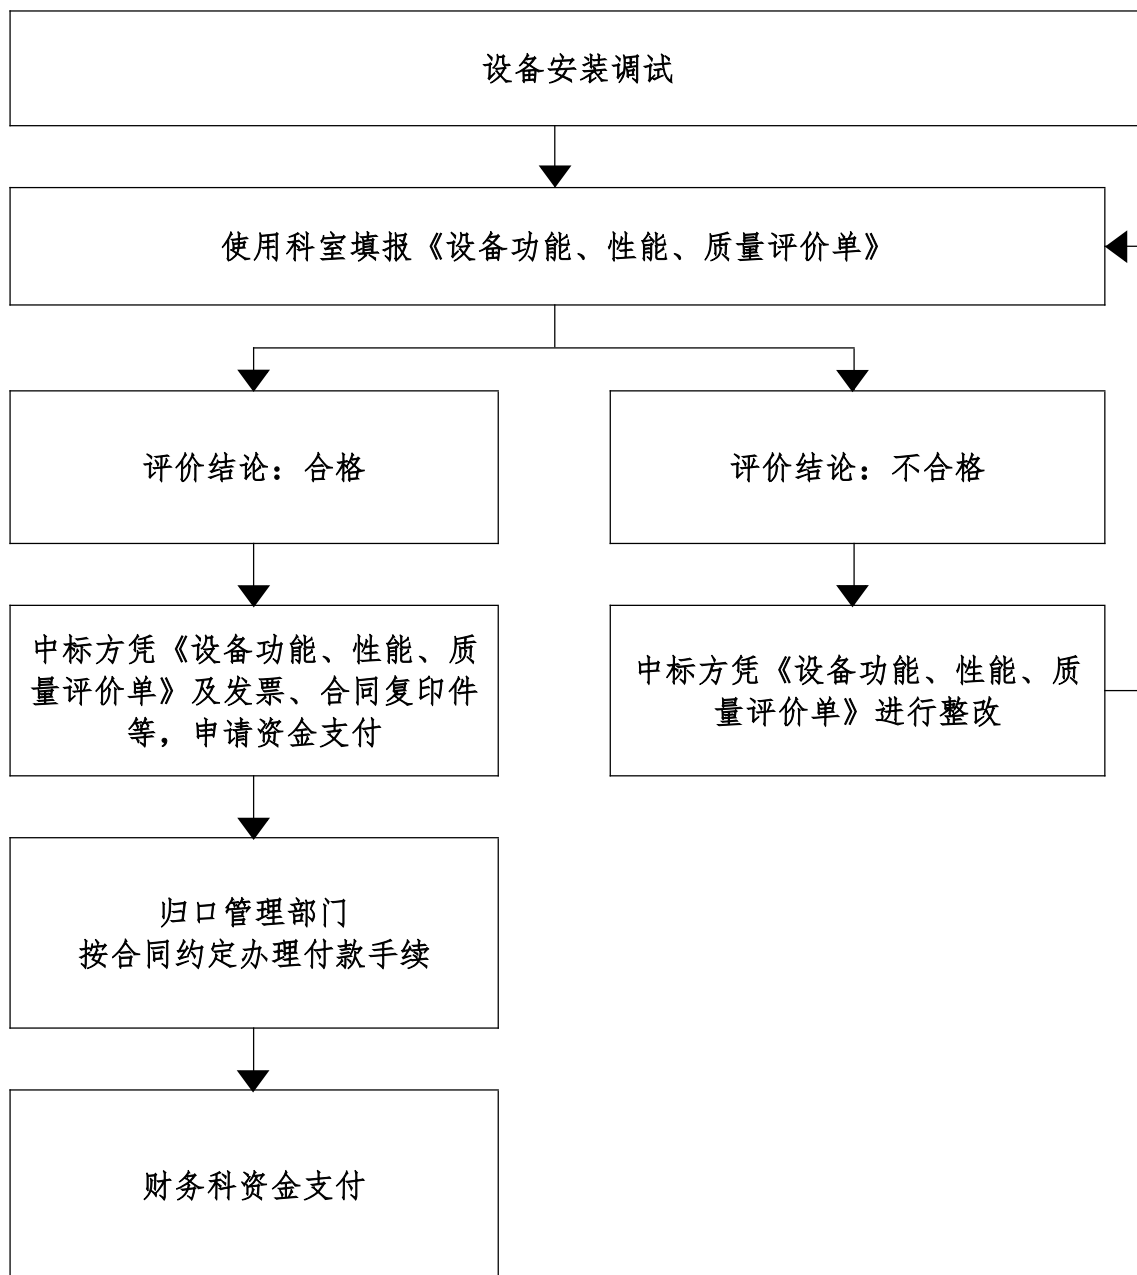 设备安装调试
使用科室填报《设备功能、性能、质量评价单》
评价结论：合格
评价结论：不合格
中标方凭《设备功能、性能、质
量评价单》及发票、合同复印件
等，申请资金支付
中标方凭《设备功能、性能、质
量评价单》进行整改
归口管理部门
按合同约定办理付款手续
财务科资金支付